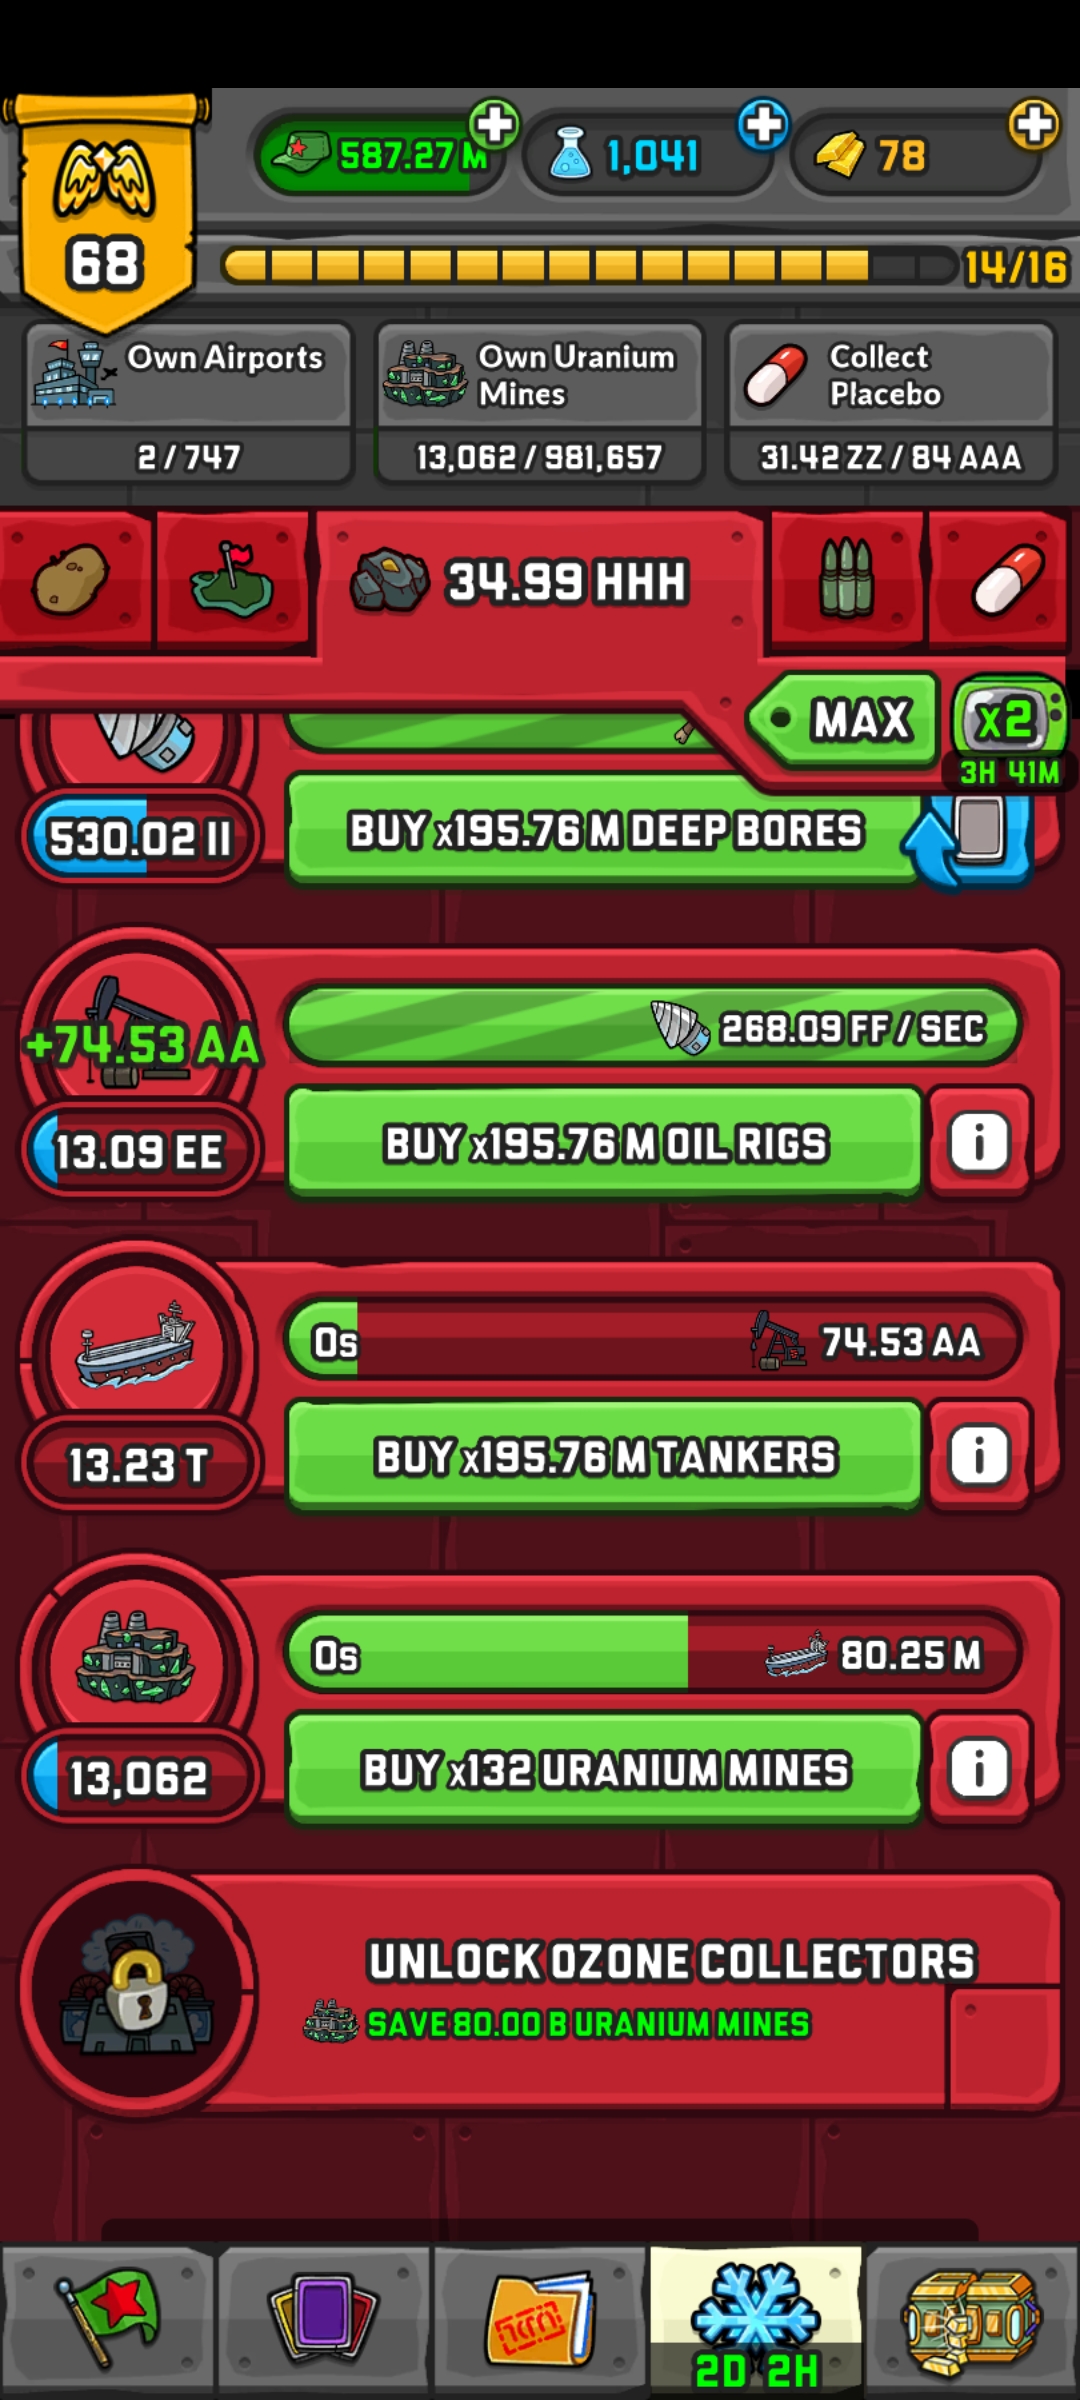 587.27 M
1,041
78
68
14/16
Own Airports
2 / 747
Own Uranium
Mines
13,062 / 981,657
Collect
Placebo
31.42 ZZ / 84 AAA
34.99 HHH
MAX
x2
3H 41M
530.02 II
BUY x195.76 M DEEP BORES
+74.53 AA
268.09 FF / SEC
13.09 EE
BUY x195.76 M OIL RIGS
i
0s
74.53 AA
13.23 T
BUY x195.76 M TANKERS
i
0s
80.25 M
13,062
BUY x132 URANIUM MINES
i
UNLOCK OZONE COLLECTORS
SAVE 80.00 B URANIUM MINES
2D 2H